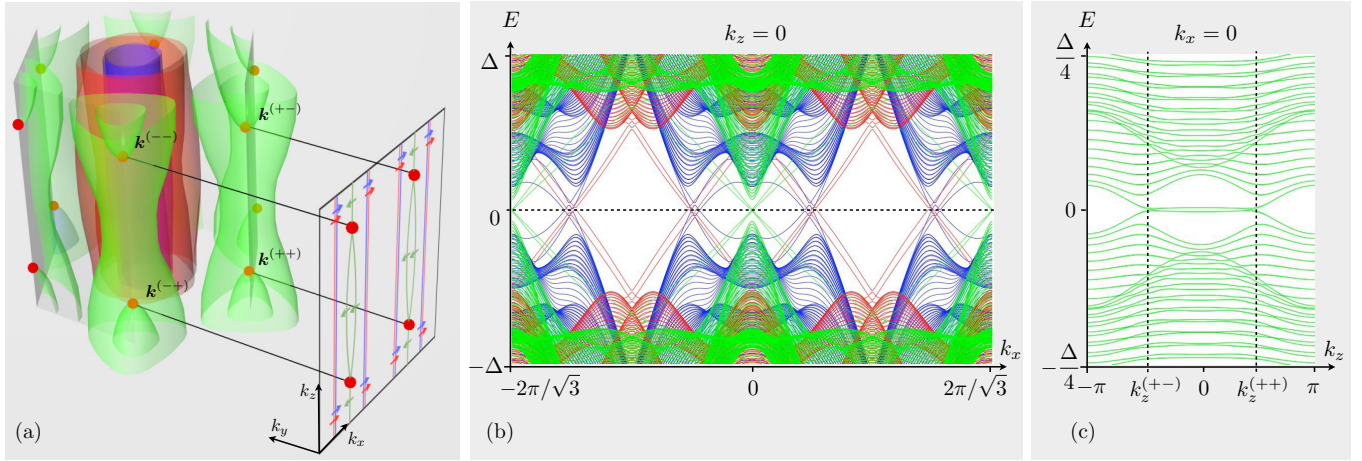 k^(+-)
k^(--)
k^(++)
k^(-+)
k_z
k_y
k_x
(a)
E
k_z = 0
Δ
0
-Δ
k_x
-2π/√3
0
2π/√3
(b)
E
k_x = 0
Δ/4
0
-Δ/4
k_z
-π
k_z^(+-)
0
k_z^(++)
π
(c)